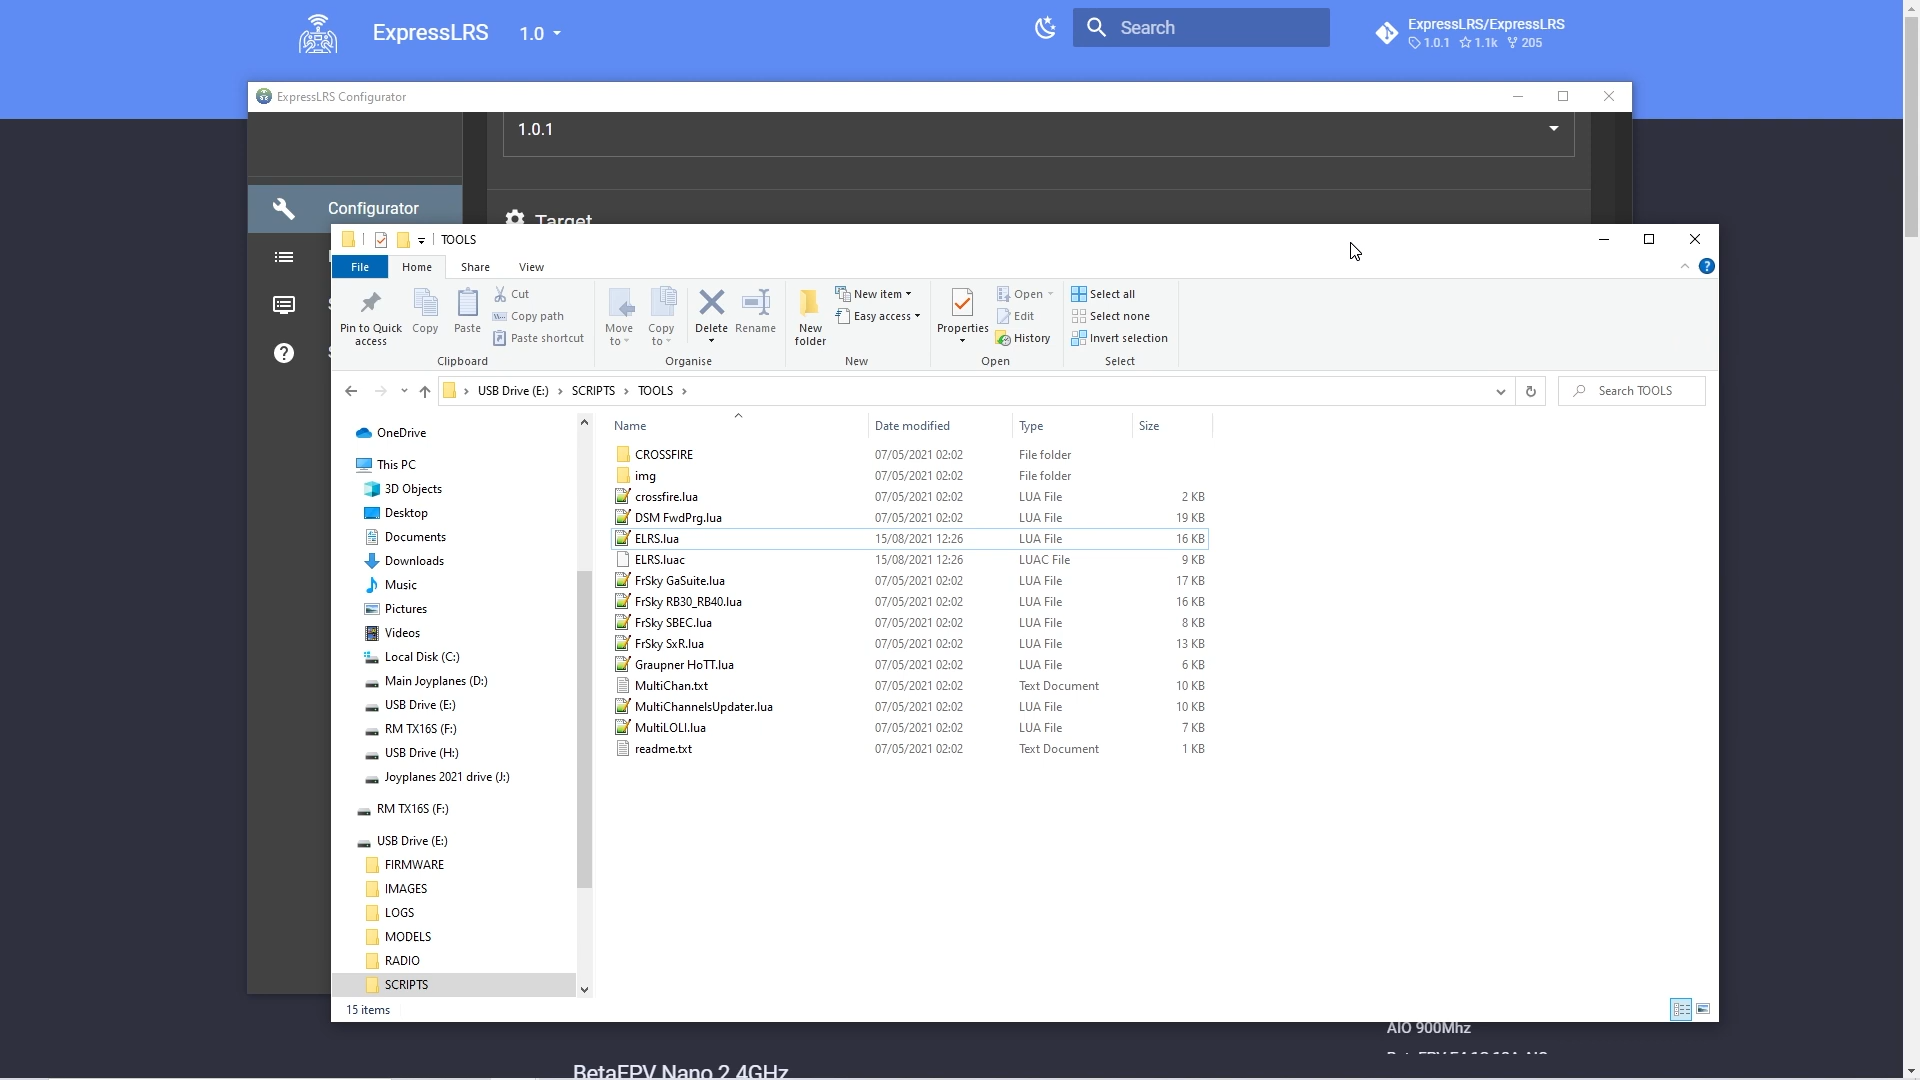 ExpressLRS 1.0 Search ExpressLRS/ExpressLRS
1.0.1 1.1k 205
ExpressLRS Configurator
1.0.1
Configurator
Target
TOOLS
File Home Share View
Pin to Quick access
Copy
Paste
Cut
Copy path
Paste shortcut
Clipboard
Move to
Copy to
Delete
Rename
Organise
New folder
New item
Easy access
New
Properties
Open
Edit
History
Open
Select all
Select none
Invert selection
Select
USB Drive (E:) SCRIPTS TOOLS
Search TOOLS
OneDrive
This PC
3D Objects
Desktop
Documents
Downloads
Music
Pictures
Videos
Local Disk (C:)
Main Joyplanes (D:)
USB Drive (E:)
RM TX16S (F:)
USB Drive (H:)
Joyplanes 2021 drive (J:)
RM TX16S (F:)
USB Drive (E:)
FIRMWARE
IMAGES
LOGS
MODELS
RADIO
SCRIPTS
Name Date modified Type Size
CROSSFIRE 07/05/2021 02:02 File folder
img 07/05/2021 02:02 File folder
crossfire.lua 07/05/2021 02:02 LUA File 2 KB
DSM FwdPrg.lua 07/05/2021 02:02 LUA File 19 KB
ELRS.lua 15/08/2021 12:26 LUA File 16 KB
ELRS.luac 15/08/2021 12:26 LUAC File 9 KB
FrSky GaSuite.lua 07/05/2021 02:02 LUA File 17 KB
FrSky RB30_RB40.lua 07/05/2021 02:02 LUA File 16 KB
FrSky SBEC.lua 07/05/2021 02:02 LUA File 8 KB
FrSky SxR.lua 07/05/2021 02:02 LUA File 13 KB
Graupner HoTT.lua 07/05/2021 02:02 LUA File 6 KB
MultiChan.txt 07/05/2021 02:02 Text Document 10 KB
MultiChannelsUpdater.lua 07/05/2021 02:02 LUA File 10 KB
MultiLOLI.lua 07/05/2021 02:02 LUA File 7 KB
readme.txt 07/05/2021 02:02 Text Document 1 KB
15 items
AIO 900Mhz
BetaFPV Nano 2.4GHz